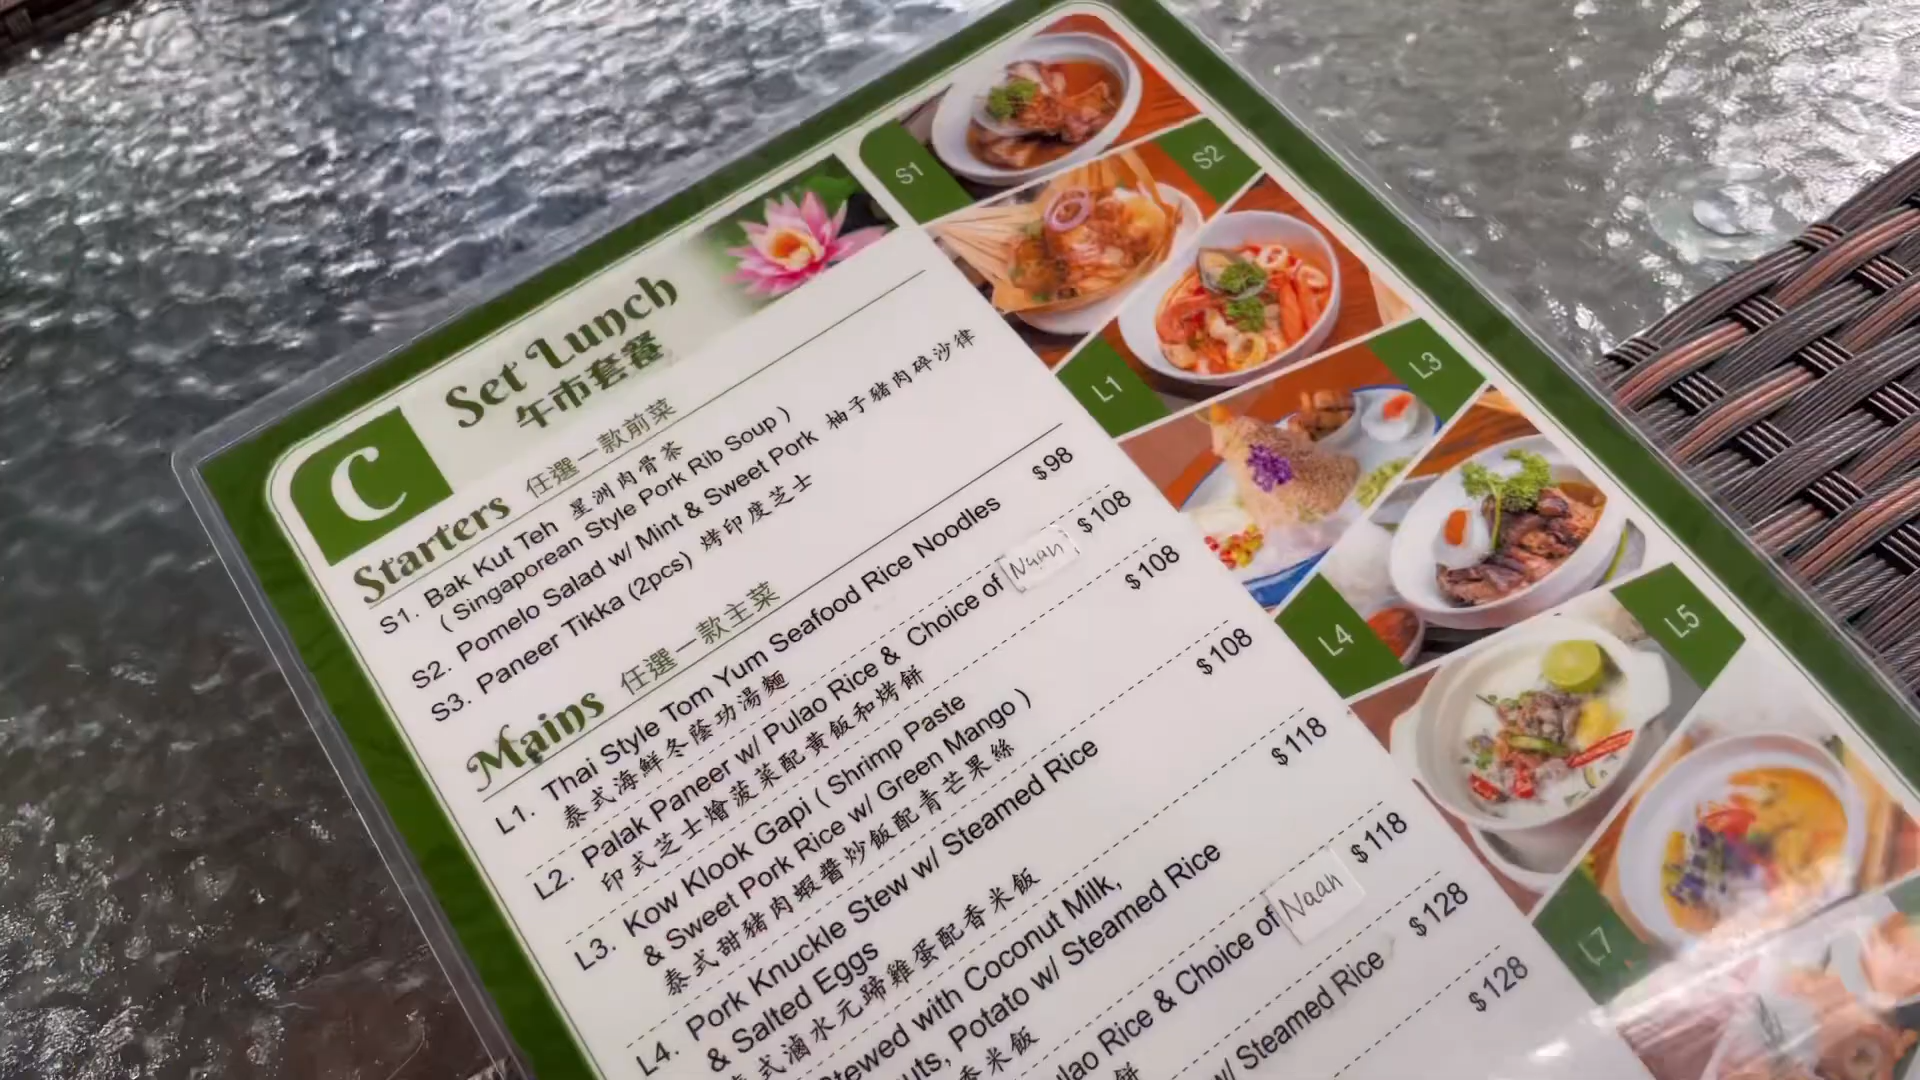 C
Set Lunch
午市套餐
Starters 任選一款前菜
S1. Bak Kut Teh 星洲肉骨茶
( Singaporean Style Pork Rib Soup )
S2. Pomelo Salad w/ Mint & Sweet Pork 柚子豬肉碎沙律
S3. Paneer Tikka (2pcs) 烤印度芝士
Mains 任選一款主菜
L1. Thai Style Tom Yum Seafood Rice Noodles $98
泰式海鮮冬蔭功湯麵
L2. Palak Paneer w/ Pulao Rice & Choice of Naan $108
印式芝士燴菠菜配黃飯和烤餅
L3. Kow Klook Gapi ( Shrimp Paste $108
& Sweet Pork Rice w/ Green Mango )
泰式甜豬肉蝦醬炒飯配青芒果絲
L4. Pork Knuckle Stew w/ Steamed Rice $108
& Salted Eggs
式滷水元蹄雞蛋配香米飯
with Coconut Milk, $118
Potato w/ Steamed Rice
香米飯
Rice & Choice of Naan $118
餅
w/ Steamed Rice $128
$128
S1
S2
L1
L3
L4
L5
L7